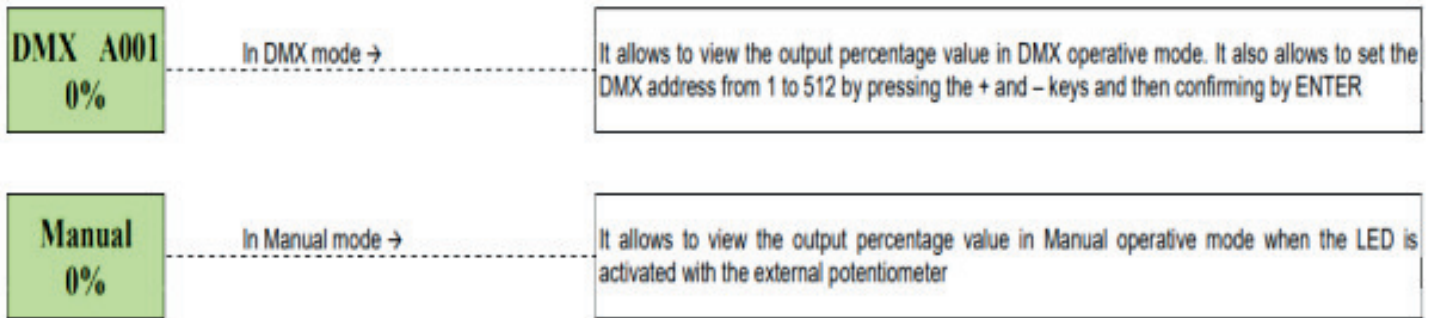 DMX A001
0%
In DMX mode →
It allows to view the output percentage value in DMX operative mode. It also allows to set the
DMX address from 1 to 512 by pressing the + and – keys and then confirming by ENTER
Manual
0%
In Manual mode →
It allows to view the output percentage value in Manual operative mode when the LED is
activated with the external potentiometer